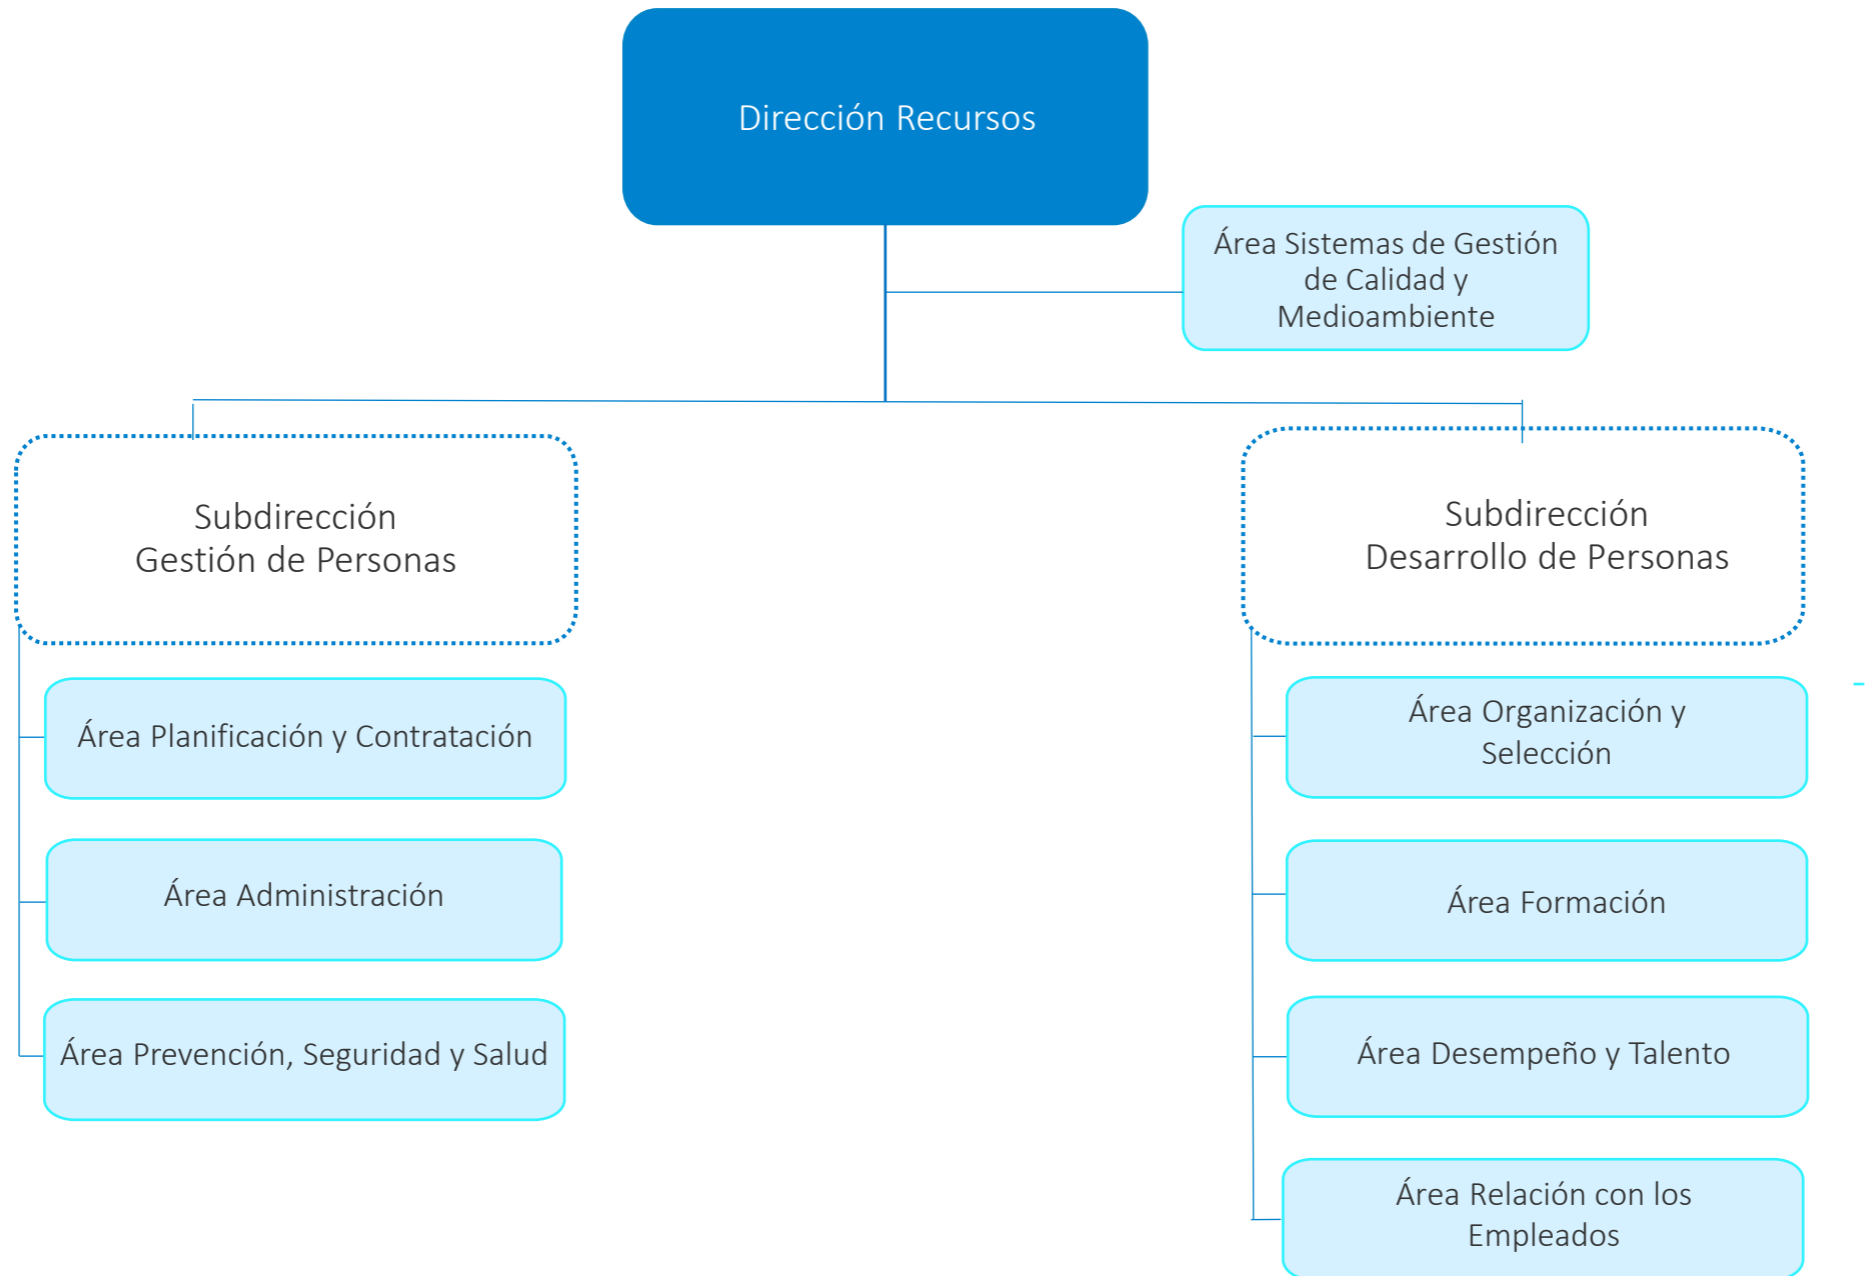 Dirección Recursos
Área Sistemas de Gestión
de Calidad y
Medioambiente
Subdirección
Gestión de Personas
Área Planificación y Contratación
Área Administración
Área Prevención, Seguridad y Salud
Subdirección
Desarrollo de Personas
Área Organización y
Selección
Área Formación
Área Desempeño y Talento
Área Relación con los
Empleados